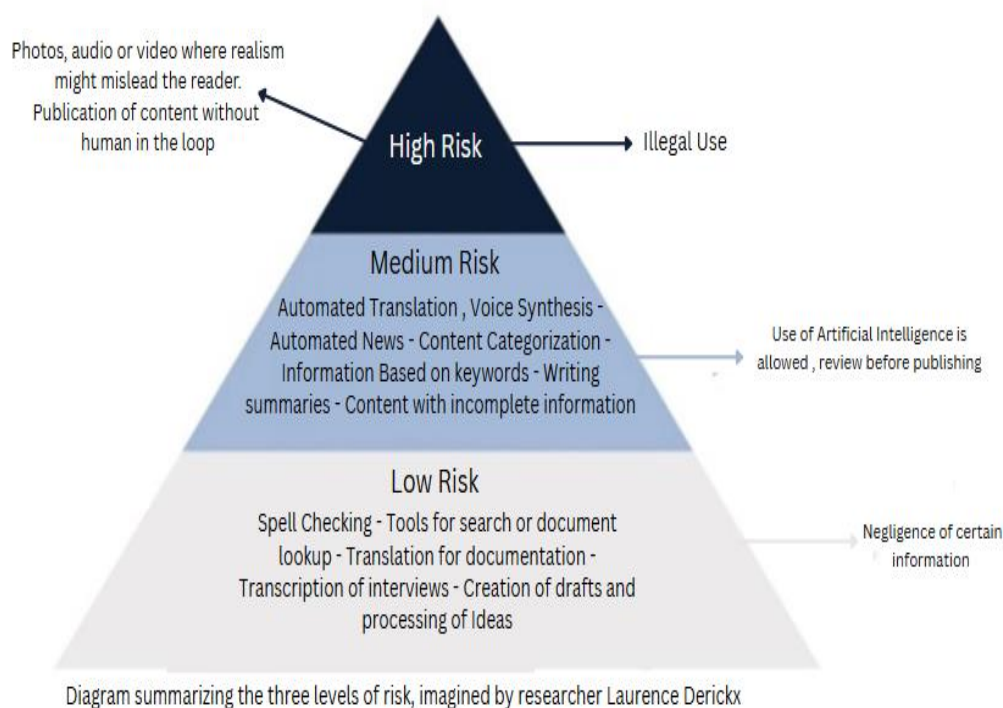 Photos, audio or video where realism
might mislead the reader.
Publication of content without
human in the loop
High Risk
Illegal Use
Medium Risk
Automated Translation , Voice Synthesis -
Automated News - Content Categorization -
Information Based on keywords - Writing
summaries - Content with incomplete information
Use of Artificial Intelligence is
allowed , review before publishing
Low Risk
Spell Checking - Tools for search or document
lookup - Translation for documentation -
Transcription of interviews - Creation of drafts and
processing of Ideas
Negligence of certain
information
Diagram summarizing the three levels of risk, imagined by researcher Laurence Derickx